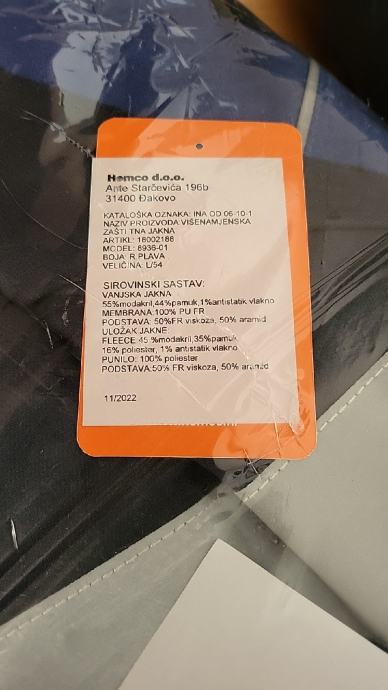 Hemco d.o.o.
Ante Starčevića 196b
31400 Đakovo
KATALOŠKA OZNAKA: INA OD 06-10-1
NAZIV PROIZVODA:VIŠENAMJENSKA
ZAŠTITNA JAKNA
ARTIKL: 18002186
MODEL: 8936-01
BOJA: R.PLAVA
VELIČINA: L/54
SIROVINSKI SASTAV:
VANJSKA JAKNA
55%modakril,44%pamuk,1%antistatik vlakno
MEMBRANA:100% PU FR
PODSTAVA: 50%FR viskoza, 50% aramid
ULOŽAK JAKNE:
FLEECE:45 %modakril,35%pamuk
16% poliester, 1% antistatik vlakno
PUNILO: 100% poliester
PODSTAVA:50% FR viskoza, 50% aramid
11/2022